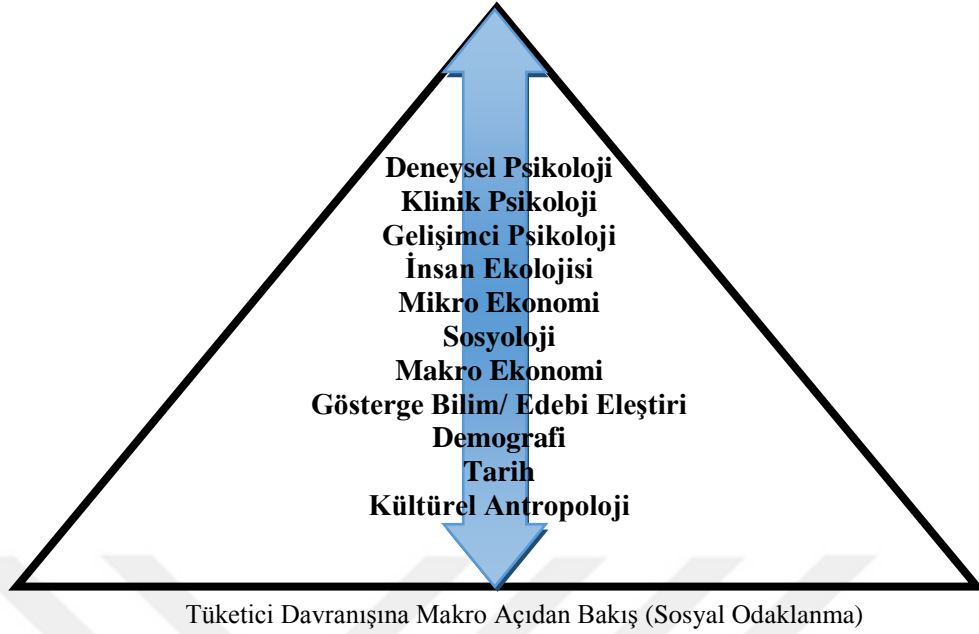 Deneysel Psikoloji
Klinik Psikoloji
Gelişimci Psikoloji
İnsan Ekolojisi
Mikro Ekonomi
Sosyoloji
Makro Ekonomi
Gösterge Bilim/ Edebi Eleştiri
Demografi
Tarih
Kültürel Antropoloji
Tüketici Davranışına Makro Açıdan Bakış (Sosyal Odaklanma)